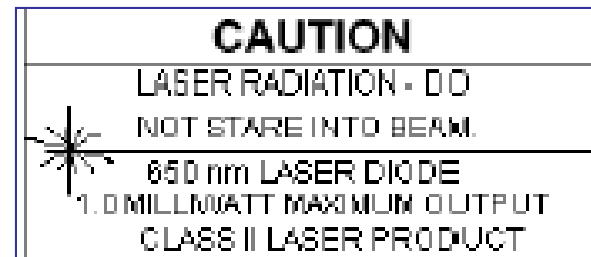 CAUTION
LASER RADIATION - DO
NOT STARE INTO BEAM.
650 nm LASER DIODE
1.0 MILLIWATT MAXIMUM OUTPUT
CLASS II LASER PRODUCT